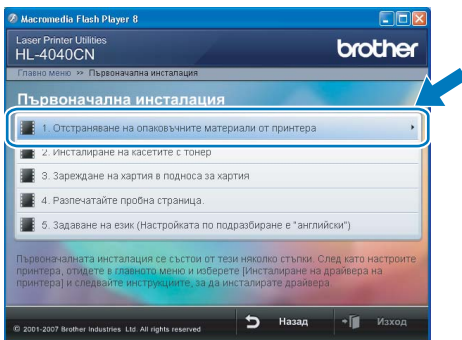 Macromedia Flash Player 8
Laser Printer Utilities
HL-4040CN
brother
Главно меню >> Първоначална инсталация
Първоначална инсталация
1. Отстраняване на опаковъчните материали от принтера
2. Инсталиране на касетите с тонер
3. Зареждане на хартия в подноса за хартия
4. Разпечатайте пробна страница.
5. Задаване на език (Настройката по подразбиране е "английски")
Първоначалната инсталация се състои от тези няколко стъпки. След като настроите
принтера, отидете в главното меню и изберете [Инсталиране на драйвера на
принтера] и следвайте инструкциите, за да инсталирате драйвера.
© 2001-2007 Brother Industries Ltd. All rights reserved
Назад
Изход